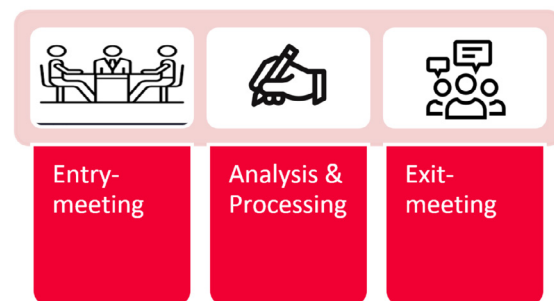 Entry-
meeting
Analysis &
Processing
Exit-
meeting